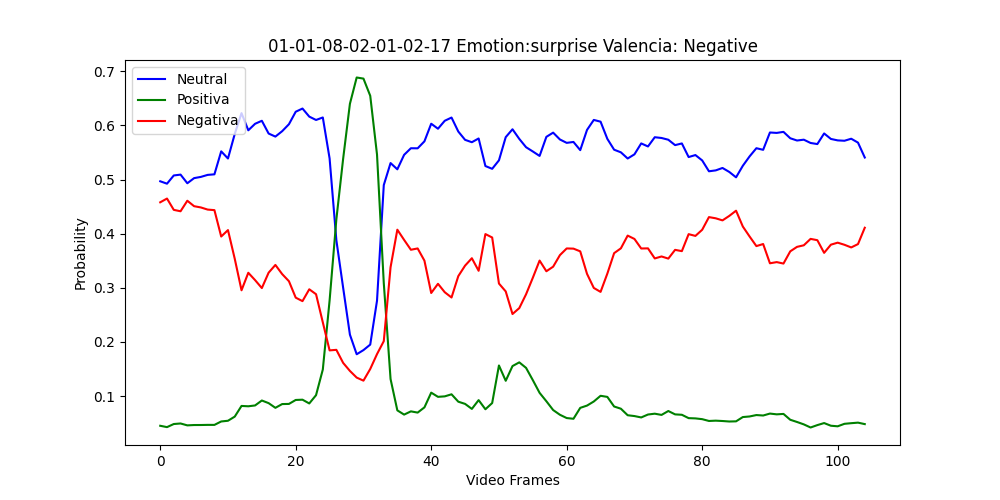 01-01-08-02-01-02-17 Emotion:surprise Valencia: Negative
Neutral
Positiva
Negativa
Probability
0.7
0.6
0.5
0.4
0.3
0.2
0.1
0 20 40 60 80 100
Video Frames